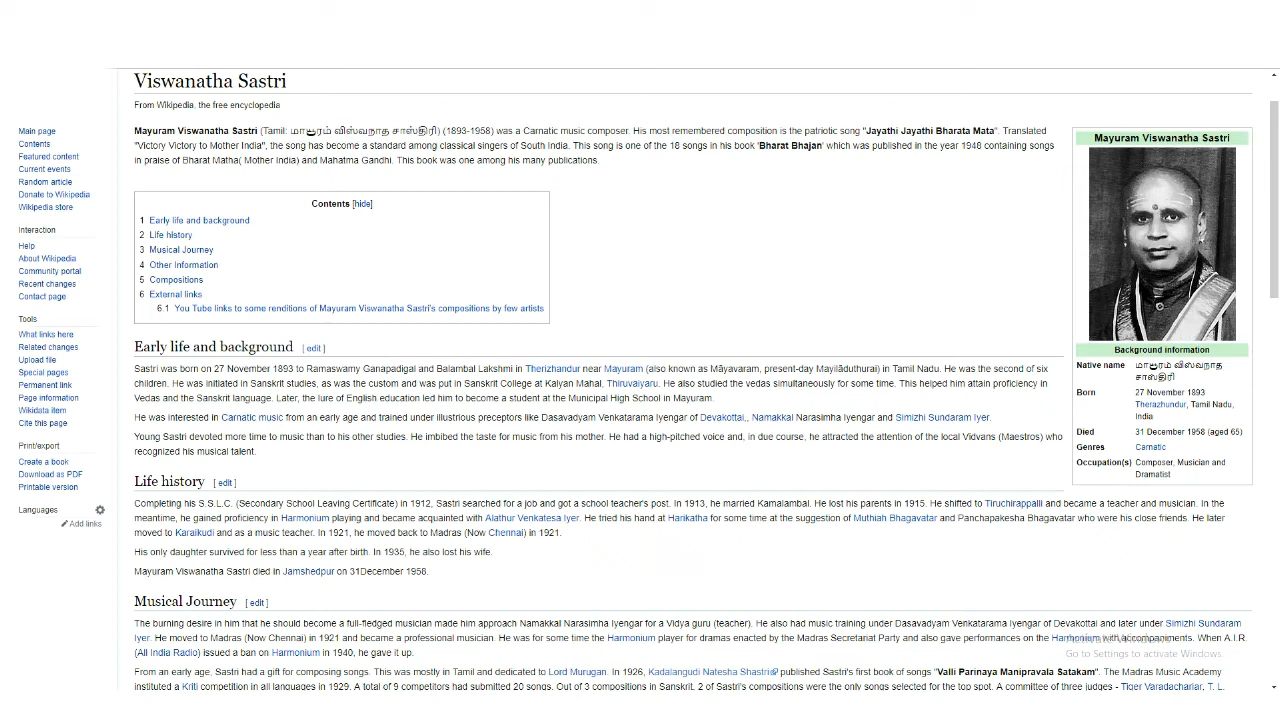 Viswanatha Sastri
From Wikipedia, the free encyclopedia
Main page
Contents
Featured content
Current events
Random article
Donate to Wikipedia
Wikipedia store
Interaction
Help
About Wikipedia
Community portal
Recent changes
Contact page
Tools
What links here
Related changes
Upload file
Special pages
Permanent link
Page information
Wikidata item
Cite this page
Print/export
Create a book
Download as PDF
Printable version
Languages
Add links
Mayuram Viswanatha Sastri (Tamil: மாயூரம் விஸ்வநாத சாஸ்திரி) (1893-1958) was a Carnatic music composer. His most remembered composition is the patriotic song "Jayathi Jayathi Bharata Mata". Translated
"Victory Victory to Mother India", the song has become a standard among musical artists of South India. This song is one of the 18 songs in his book 'Bharat Bhajan' which was published in the year 1948 containing songs
in praise of Bharat Matha( Mother India) and Mahatma Gandhi. This book was one among his many publications.
Contents [hide]
1 Early life and background
2 Life history
3 Musical Journey
4 Other Information
5 Compositions
6 External links
6.1 You Tube links to some renditions of Mayuram Viswanatha Sastri's compositions by few artists
Mayuram Viswanatha Sastri
Background information
Native name மாயூரம் விஸ்வநாத
சாஸ்திரி
Born 27 November 1893
Therazhundur, Tamil Nadu,
India
Died 31 December 1958 (aged 65)
Genres Carnatic
Occupation(s) Composer, Musician and
Dramatist
Early life and background [ edit ]
Sastri was born on 27 November 1893 to Ramaswamy Ganapadigal and Balambal Lakshmi in Therizhandur near Mayuram (also known as Māyavaram, present-day Mayilāduthurai) in Tamil Nadu. He was the second of six
children. He was initiated in Sanskrit studies, as was the custom and was put in Sanskrit College at Kalyan Mahal, Thiruvaiyaru. He also studied the vedas simultaneously for some time. This helped him attain proficiency in
Vedas and the Sanskrit language. Later, the lure of English education led him to become a student at the Municipal High School in Mayuram.
He was interested in Carnatic music from an early age and trained under illustrious preceptors like Dasavadyam Venkatarama Iyengar of Devakottai,, Namakkal Narasimha Iyengar and Simizhi Sundaram Iyer.
Young Sastri devoted more time to music than to his other studies. He imbibed the taste for music from his mother. He had a high-pitched voice and, in due course, he attracted the attention of the local Vidvans (Maestros) who
recognized his musical talent.
Life history [ edit ]
Completing his S.S.L.C. (Secondary School Leaving Certificate) in 1912, Sastri searched for a job and got a school teacher's post. In 1913, he married Kamalambal. He lost his parents in 1915. He shifted to Tiruchirappalli and became a teacher and musician. In the
meantime, he gained proficiency in Harmonium playing and became acquainted with Alathur Venkatesa Iyer. He tried his hand at Harikatha for some time at the suggestion of Muthiah Bhagavatar and Panchapakesha Bhagavatar who were his close friends. He later
moved to Karaikudi and as a music teacher. In 1921, he moved back to Madras (Now Chennai) in 1921.
His only daughter survived for less than a year after birth. In 1935, he also lost his wife.
Mayuram Viswanatha Sastri died in Jamshedpur on 31December 1958.
Musical Journey [ edit ]
The burning desire in him that he should become a full-fledged musician made him approach Namakkal Narasimha Iyengar for a Vidya guru (teacher). He also had music training under Dasavadyam Venkatarama Iyengar of Devakottai and later under Simizhi Sundaram
Iyer. He moved to Madras (Now Chennai) in 1921 and became a professional musician. He was for some time the Harmonium player for dramas enacted by the Madras Secretariat Party and also gave performances on the Harmonium with accompaniments. When A.I.R.
(All India Radio) issued a ban on Harmonium in 1940, he gave it up.
Activate Windows
Go to Settings to activate Windows.
From an early age, Sastri had a gift for composing songs. This was mostly in Tamil and dedicated to Lord Murugan. In 1926, Kadalangudi Natesha Shastri published Sastri's first book of songs "Valli Parinaya Manipravala Satakam". The Madras Music Academy
instituted a Kriti competition in all languages in 1929. A total of 9 competitors had submitted 20 songs. Out of 3 compositions in Sanskrit, 2 of Sastri's compositions were the only songs selected for the top spot. A committee of three judges - Tiger Varadachariar, T. L.